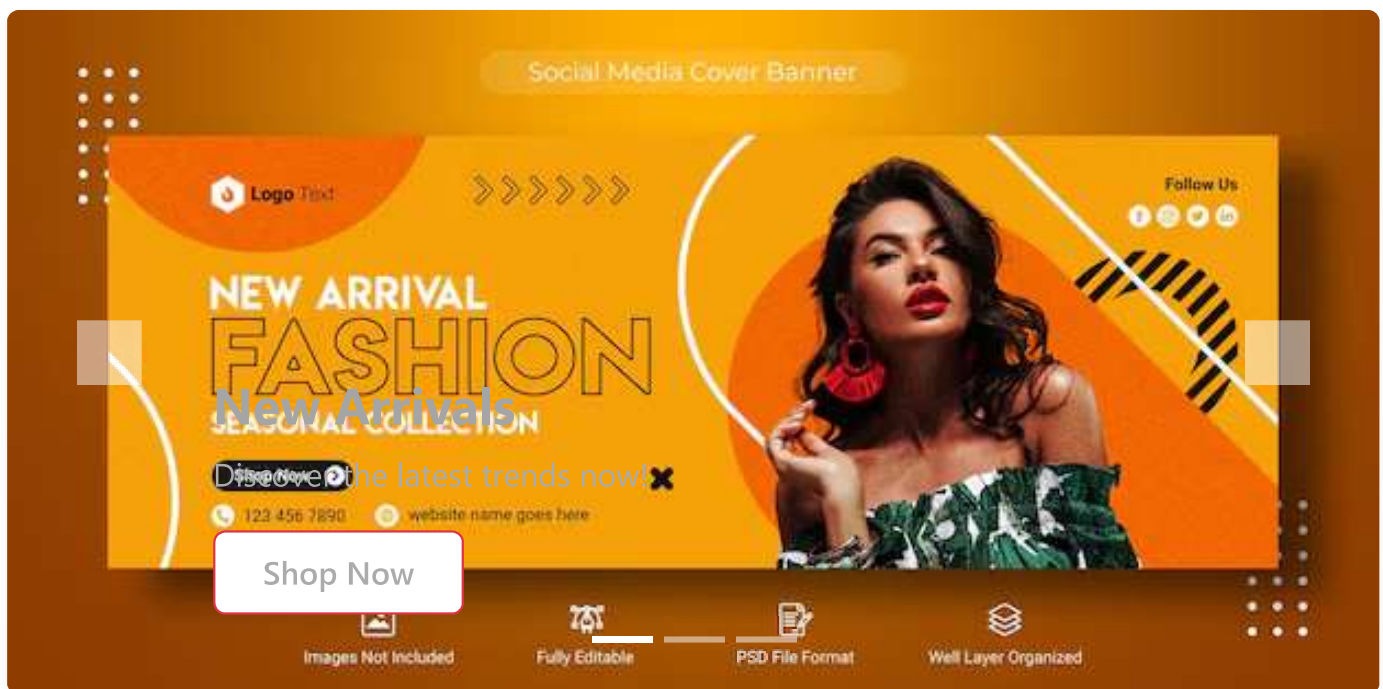 Social Media Cover Banner
Logo Text
Follow Us
NEW ARRIVAL
FASHION
New Arrivals
SEASONAL COLLECTION
Shop Now
Discover the latest trends now!
123 456 7890 website name goes here
Shop Now
Images Not Included Fully Editable PSD File Format Well Layer Organized